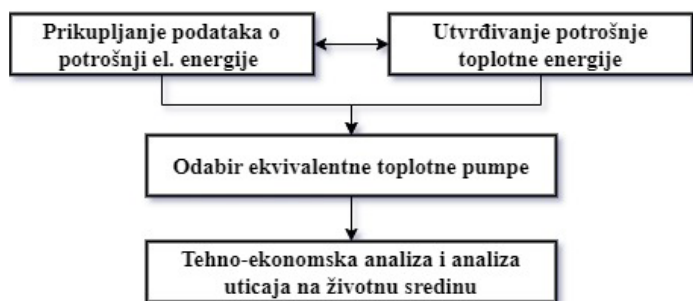 Prikupljanje podataka o
potrošnji el. energije
Utvrđivanje potrošnje
toplotne energije
Odabir ekvivalentne toplotne pumpe
Tehno-ekonomska analiza i analiza
uticaja na životnu sredinu